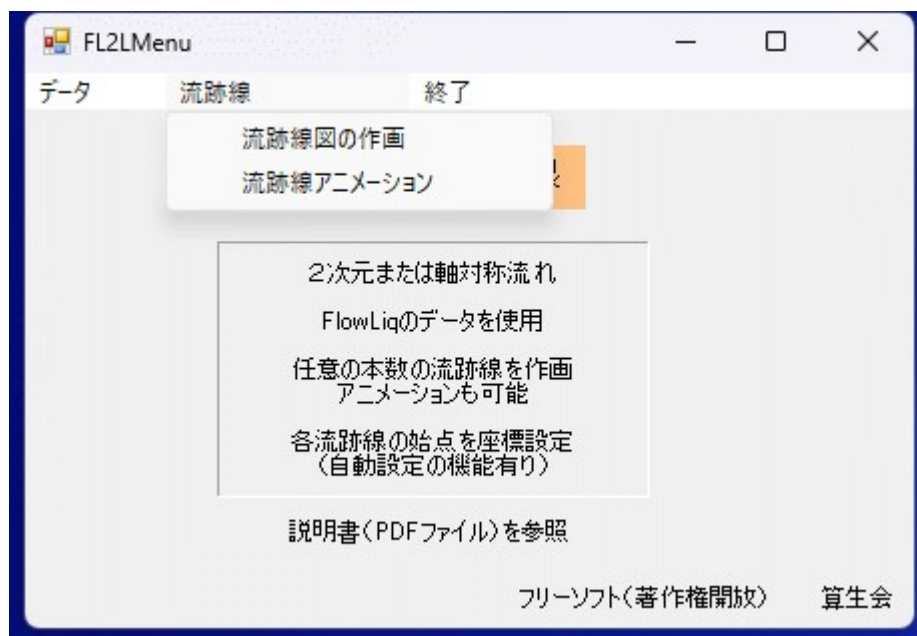 FL2LMenu
データ 流跡線 終了
流跡線図の作画
流跡線アニメーション
2次元または軸対称流れ
FlowLiqのデータを使用
任意の本数の流跡線を作画
アニメーションも可能
各流跡線の始点を座標設定
(自動設定の機能有り)
説明書(PDFファイル)を参照
フリーソフト(著作権開放) 算生会